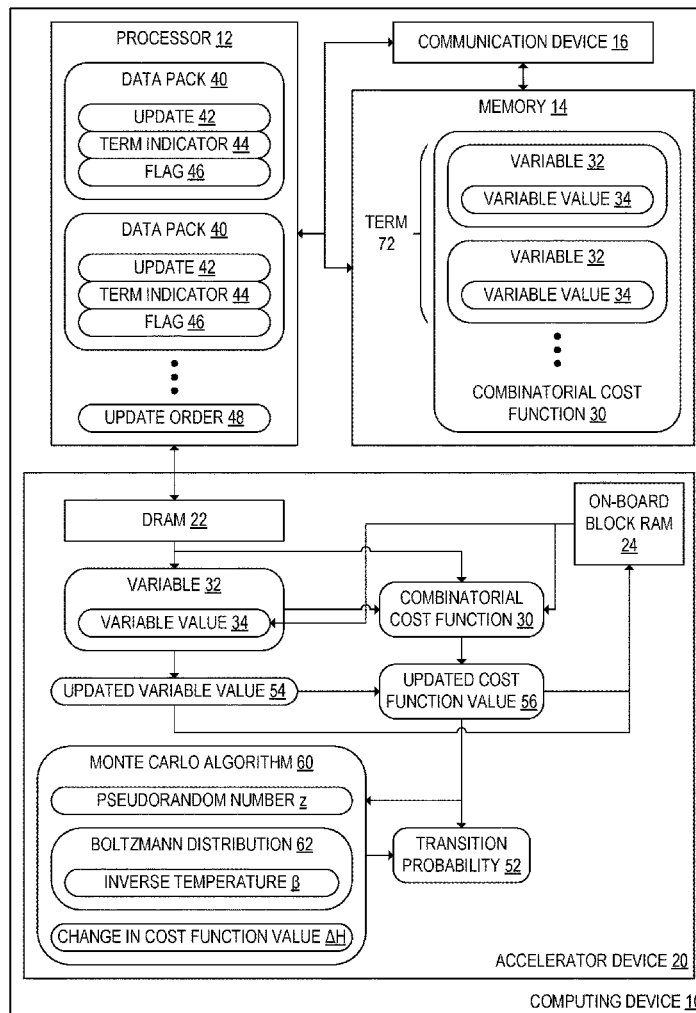 PROCESSOR 12
DATA PACK 40
UPDATE 42
TERM INDICATOR 44
FLAG 46
DATA PACK 40
UPDATE 42
TERM INDICATOR 44
FLAG 46
UPDATE ORDER 48
COMMUNICATION DEVICE 16
MEMORY 14
TERM
72
VARIABLE 32
VARIABLE VALUE 34
VARIABLE 32
VARIABLE VALUE 34
COMBINATORIAL COST
FUNCTION 30
DRAM 22
ON-BOARD
BLOCK RAM
24
VARIABLE 32
VARIABLE VALUE 34
COMBINATORIAL
COST FUNCTION 30
UPDATED VARIABLE VALUE 54
UPDATED COST
FUNCTION VALUE 56
MONTE CARLO ALGORITHM 60
PSEUDORANDOM NUMBER z
BOLTZMANN DISTRIBUTION 62
INVERSE TEMPERATURE β
CHANGE IN COST FUNCTION VALUE ΔH
TRANSITION
PROBABILITY 52
ACCELERATOR DEVICE 20
COMPUTING DEVICE 10